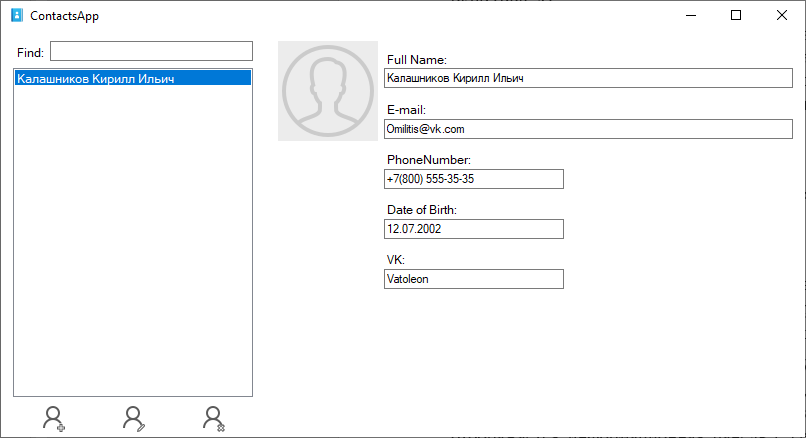 ContactsApp
Find:
Калашников Кирилл Ильич
Full Name:
Калашников Кирилл Ильич
E-mail:
Omilitis@vk.com
PhoneNumber:
+7(800) 555-35-35
Date of Birth:
12.07.2002
VK:
Vatoleon